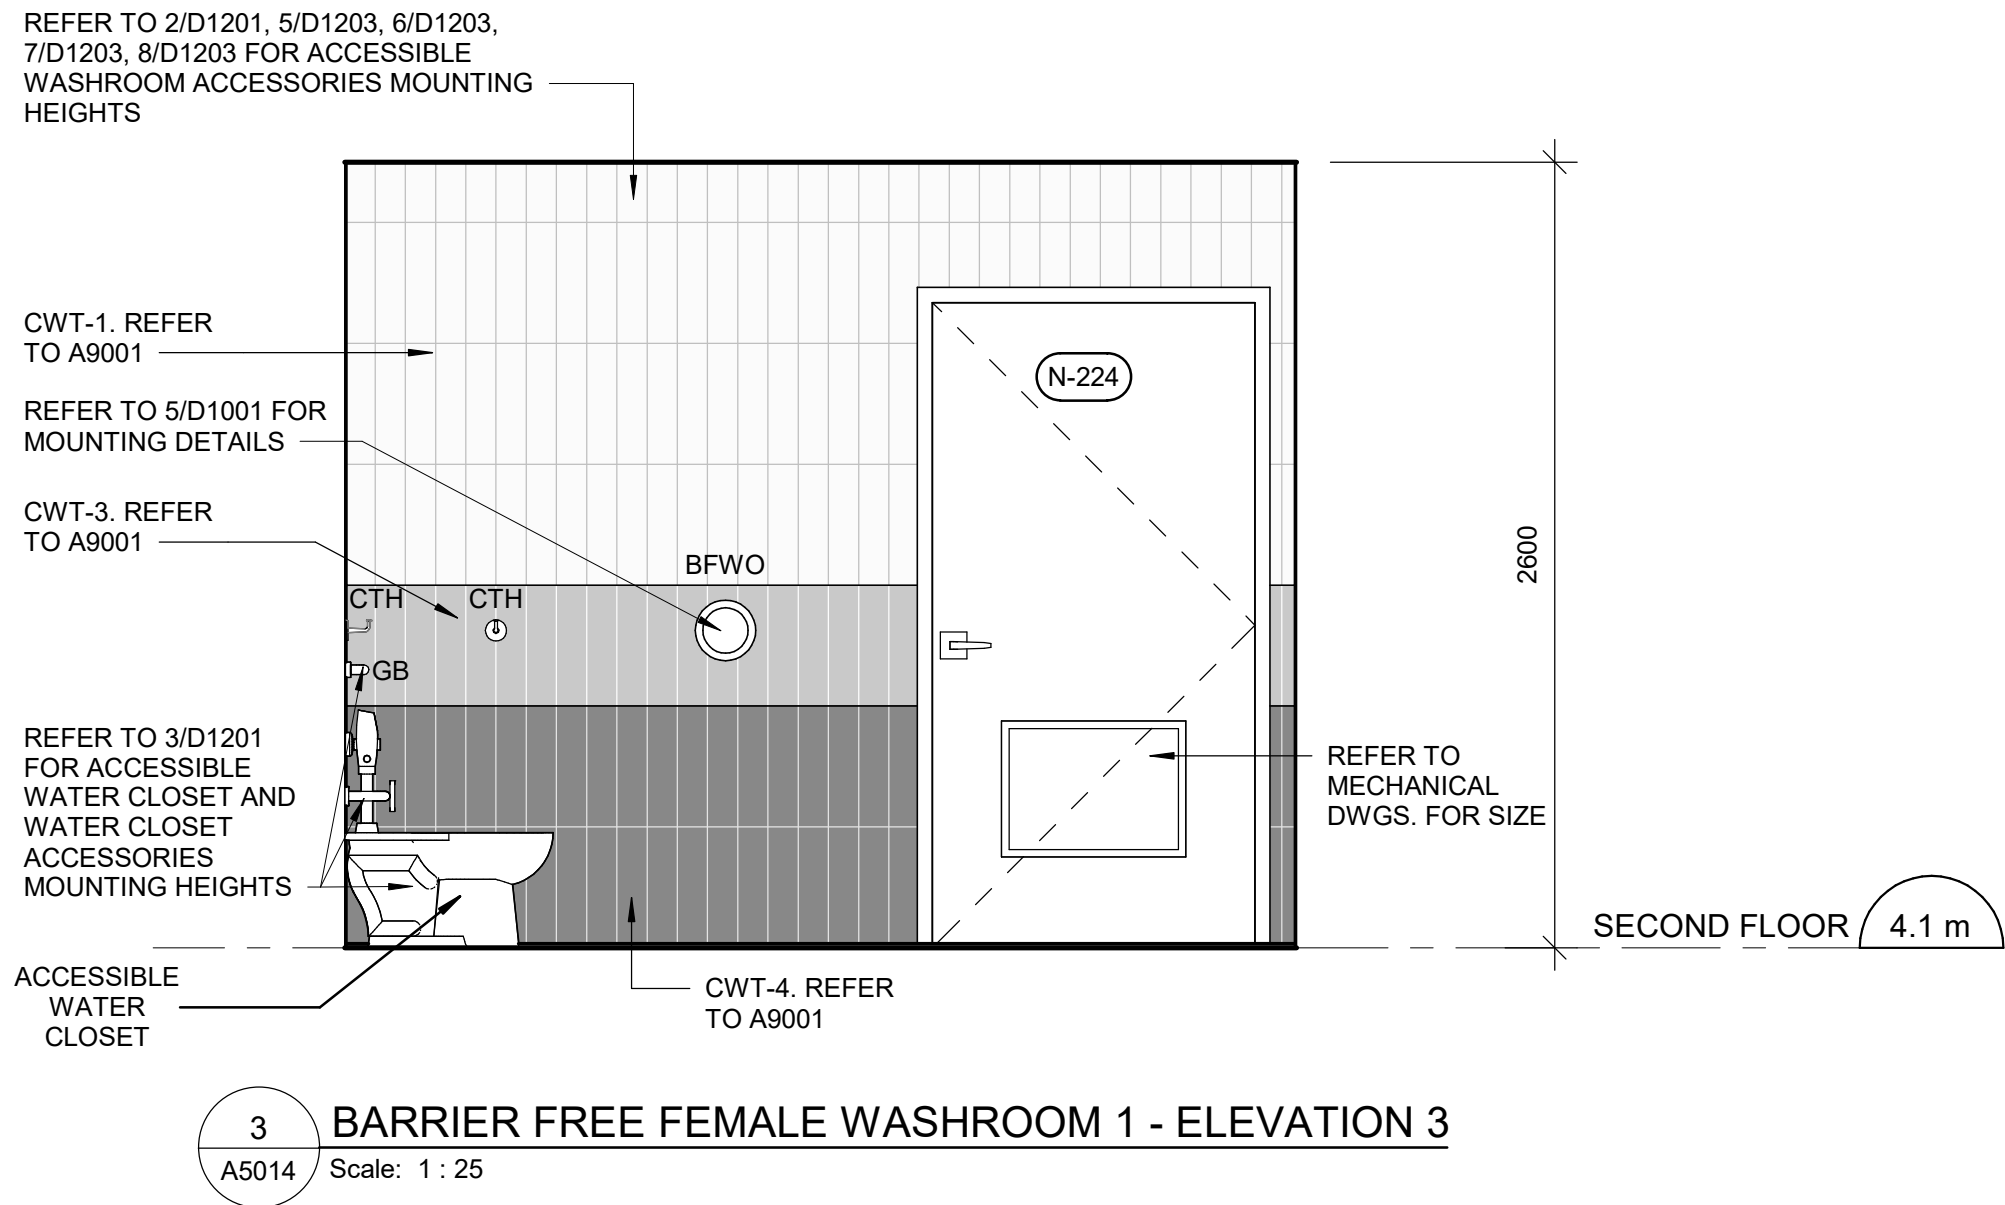 REFER TO 2/D1201, 5/D1203, 6/D1203,
7/D1203, 8/D1203 FOR ACCESSIBLE
WASHROOM ACCESSORIES MOUNTING
HEIGHTS
CWT-1. REFER
TO A9001
N-224
REFER TO 5/D1001 FOR
MOUNTING DETAILS
CWT-3. REFER
TO A9001
2600
BFWO
CTH
CTH
GB
REFER TO 3/D1201
FOR ACCESSIBLE
WATER CLOSET AND
WATER CLOSET
ACCESSORIES
MOUNTING HEIGHTS
REFER TO
MECHANICAL
DWGS. FOR SIZE
SECOND FLOOR
4.1 m
ACCESSIBLE
WATER
CLOSET
CWT-4. REFER
TO A9001
3
A5014
BARRIER FREE FEMALE WASHROOM 1 - ELEVATION 3
Scale: 1 : 25